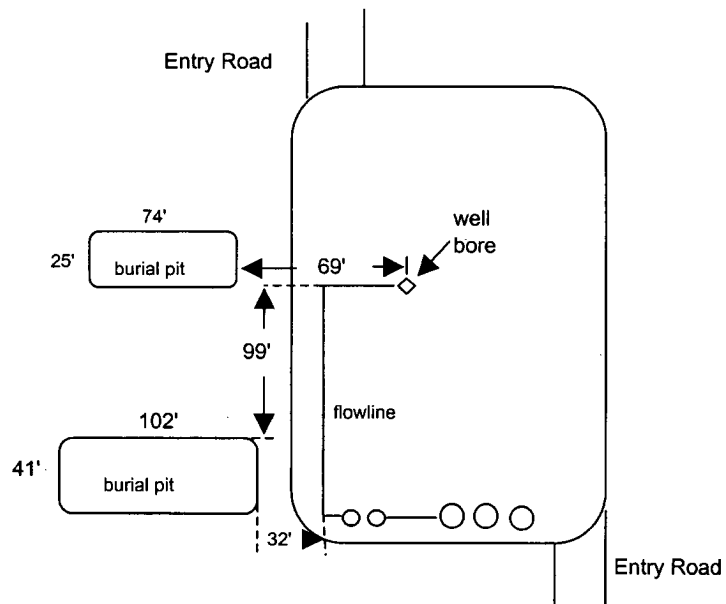 Entry Road
74'
25'
burial pit
69'
well
bore
99'
flowline
102'
41'
burial pit
32'
Entry Road